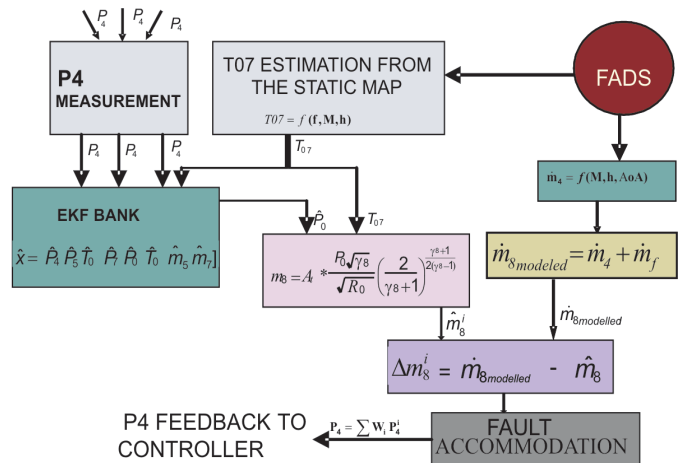 P₄ P₄ P₄
P4
MEASUREMENT
T07 ESTIMATION FROM
THE STATIC MAP
T07 = f (f, M, h)
FADS
P₄ P₄ P₄
T₀₇
ṁ₄ = f(M, h, AoA)
EKF BANK
x̂ = P̂₄ P̂₅ T̂₀ P̂₇ P̂₀ T̂₀ m̂₅ m̂₇]
P̂₀
T₀₇
m₈ = Aₜ * P₀√γ₈ / √R₀ (2 / γ₈+1)^(γ₈+1 / 2(γ₈−1))
ṁ₈modeled = ṁ₄ + ṁf
m̂₈ⁱ
ṁ₈modelled
Δm₈ⁱ = ṁ₈modelled - m̂₈
P4 FEEDBACK TO
CONTROLLER
P₄ = ∑ Wᵢ P₄ⁱ
FAULT
ACCOMMODATION